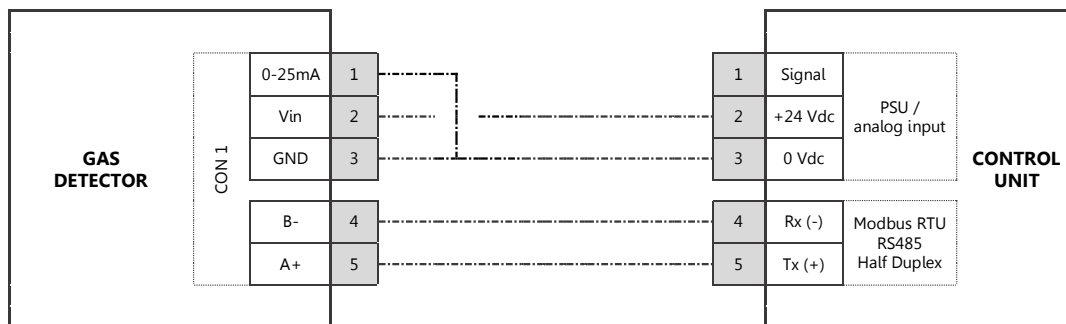 GAS
DETECTOR
CON 1
0-25mA 1
Vin 2
GND 3
B- 4
A+ 5
1 Signal
2 +24 Vdc
3 0 Vdc
PSU /
analog input
4 Rx (-)
5 Tx (+)
Modbus RTU
RS485
Half Duplex
CONTROL
UNIT